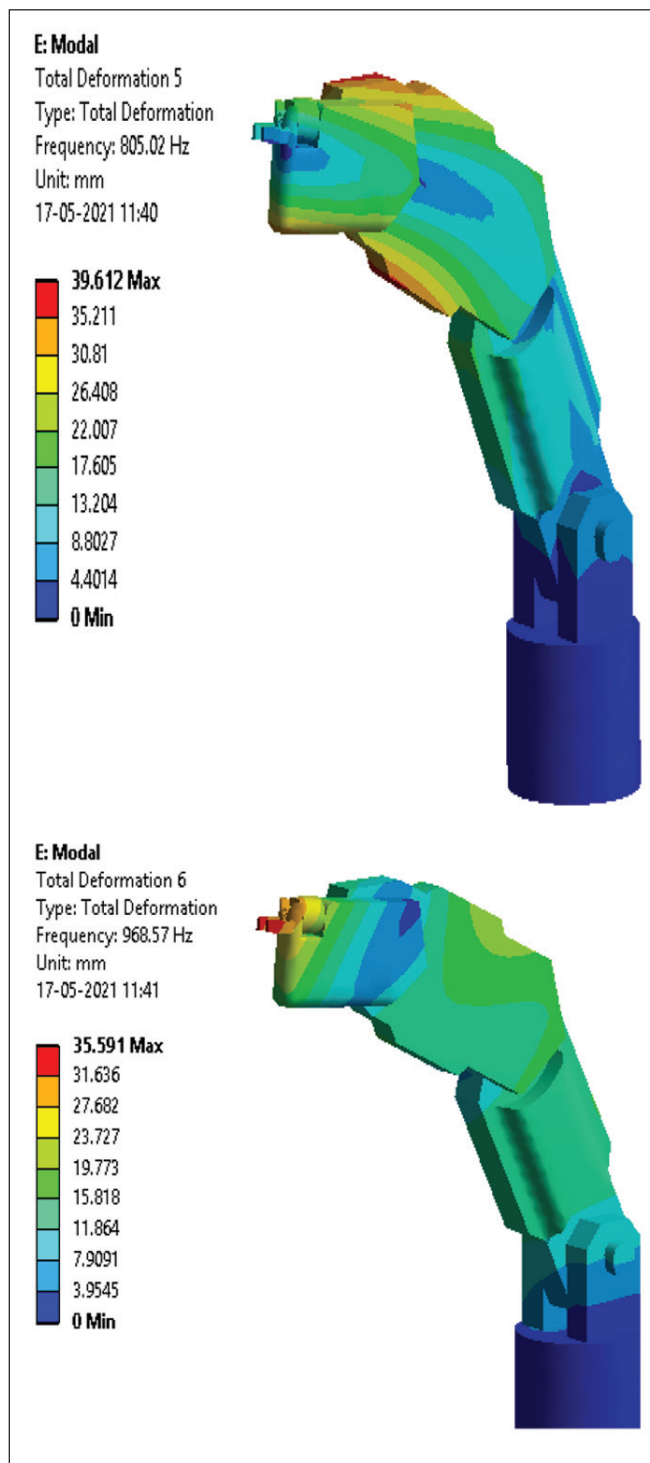 E: Modal
Total Deformation 5
Type: Total Deformation
Frequency: 805.02 Hz
Unit: mm
17-05-2021 11:40
39.612 Max
35.211
30.81
26.408
22.007
17.605
13.204
8.8027
4.4014
0 Min
E: Modal
Total Deformation 6
Type: Total Deformation
Frequency: 968.57 Hz
Unit: mm
17-05-2021 11:41
35.591 Max
31.636
27.682
23.727
19.773
15.818
11.864
7.9091
3.9545
0 Min